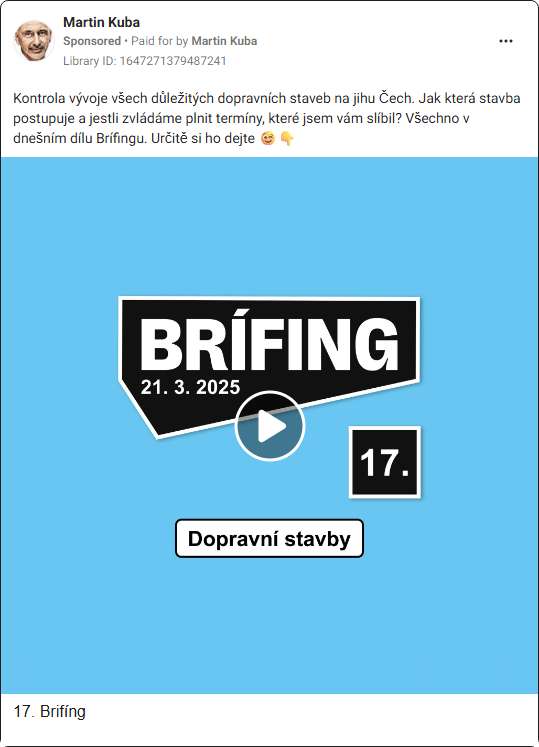 Martin Kuba
Sponsored • Paid for by Martin Kuba
Library ID: 1647271379487241
Kontrola vývoje všech důležitých dopravních staveb na jihu Čech. Jak která stavba
postupuje a jestli zvládáme plnit termíny, které jsem vám slíbil? Všechno v
dnešním dílu Brífingu. Určitě si ho dejte 😉👇
BRÍFING
21. 3. 2025
17.
Dopravní stavby
17. Brifíng